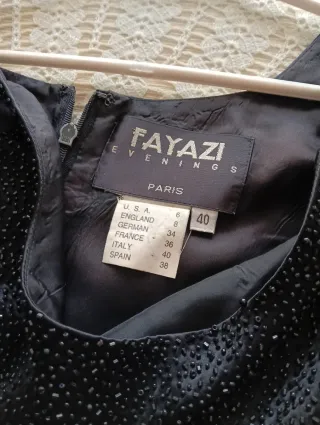 FAYAZI
EVENINGS
PARIS
U. S. A. 6
ENGLAND 8
GERMAN 34
FRANCE - 36
ITALY - 40
SPAIN 38
40